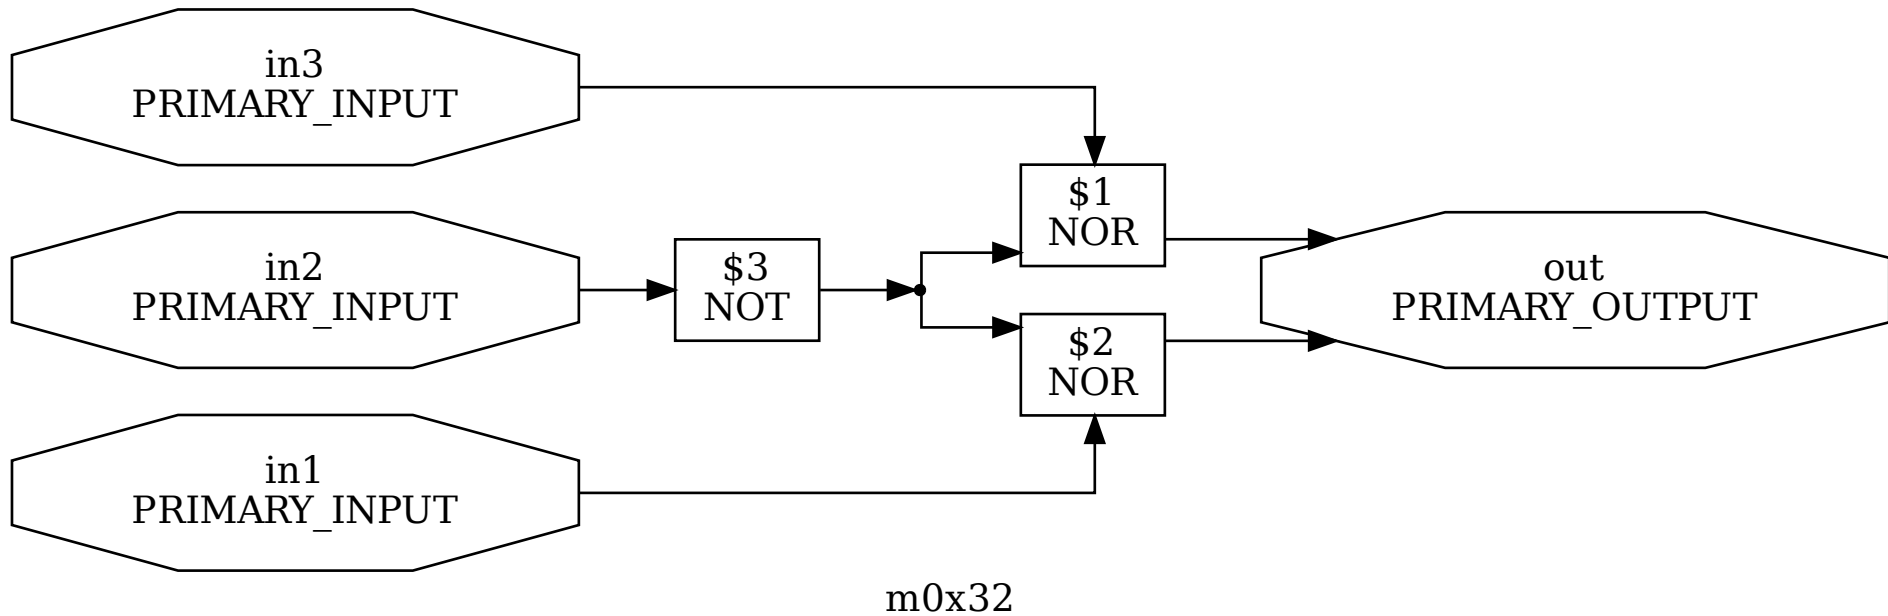 in3
PRIMARY_INPUT
in2
PRIMARY_INPUT
in1
PRIMARY_INPUT
$3
NOT
$1
NOR
$2
NOR
out
PRIMARY_OUTPUT
m0x32